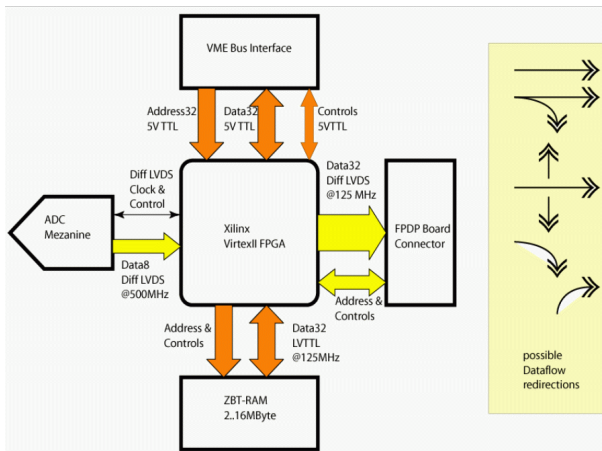 VME Bus Interface
Address32
5V TTL
Data32
5V TTL
Controls
5VTTL
Diff LVDS
Clock &
Control
ADC
Mezanine
Data8
Diff LVDS
@500MHz
Xilinx
VirtexII FPGA
Data32
Diff LVDS
@125 MHz
FPDP Board
Connector
Address &
Controls
Address &
Controls
Data32
LVTTL
@125MHz
ZBT-RAM
2..16MByte
possible
Dataflow
redirections